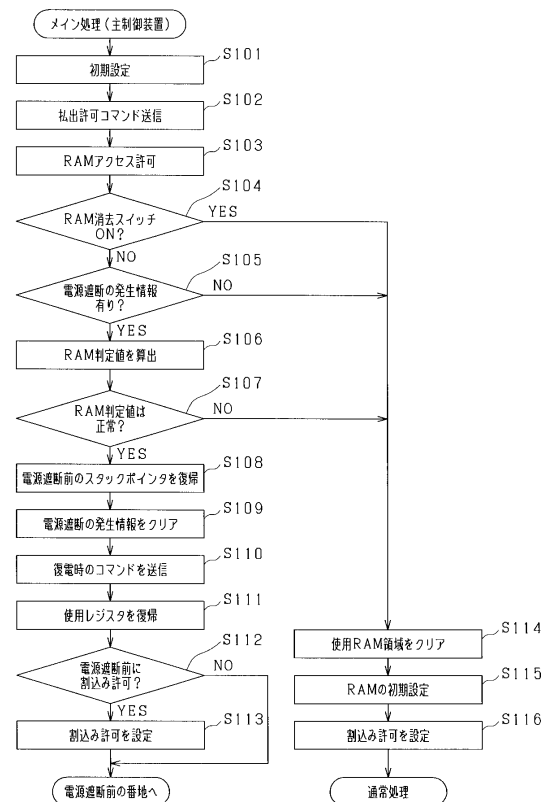 メイン処理（主制御装置）
S101
初期設定
S102
払出許可コマンド送信
S103
RAMアクセス許可
S104
RAM消去スイッチ
ON？
YES
NO
S105
電源遮断の発生情報
有り？
NO
YES
S106
RAM判定値を算出
S107
RAM判定値は
正常？
NO
YES
S108
電源遮断前のスタックポインタを復帰
S109
電源遮断の発生情報をクリア
S110
復電時のコマンドを送信
S111
使用レジスタを復帰
S112
電源遮断前に
割込み許可？
NO
YES
S113
割込み許可を設定
電源遮断前の番地へ
S114
使用RAM領域をクリア
S115
RAMの初期設定
S116
割込み許可を設定
通常処理